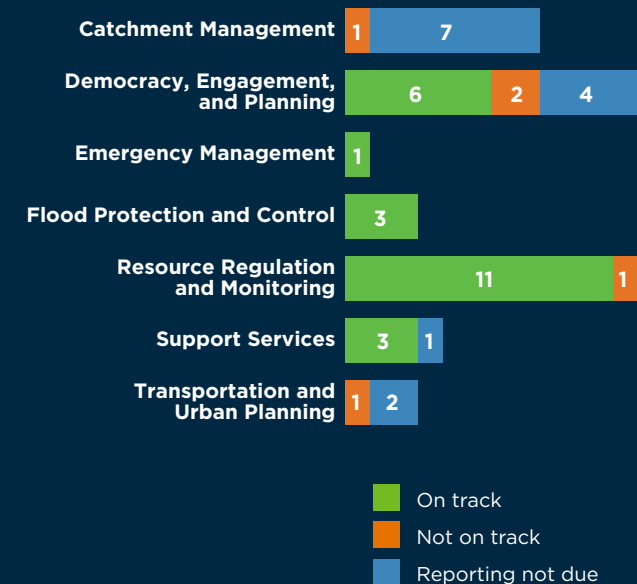 Catchment Management 1 7
Democracy, Engagement,
and Planning 6 2 4
Emergency Management 1
Flood Protection and Control 3
Resource Regulation
and Monitoring 11 1
Support Services 3 1
Transportation and
Urban Planning 1 2
On track
Not on track
Reporting not due